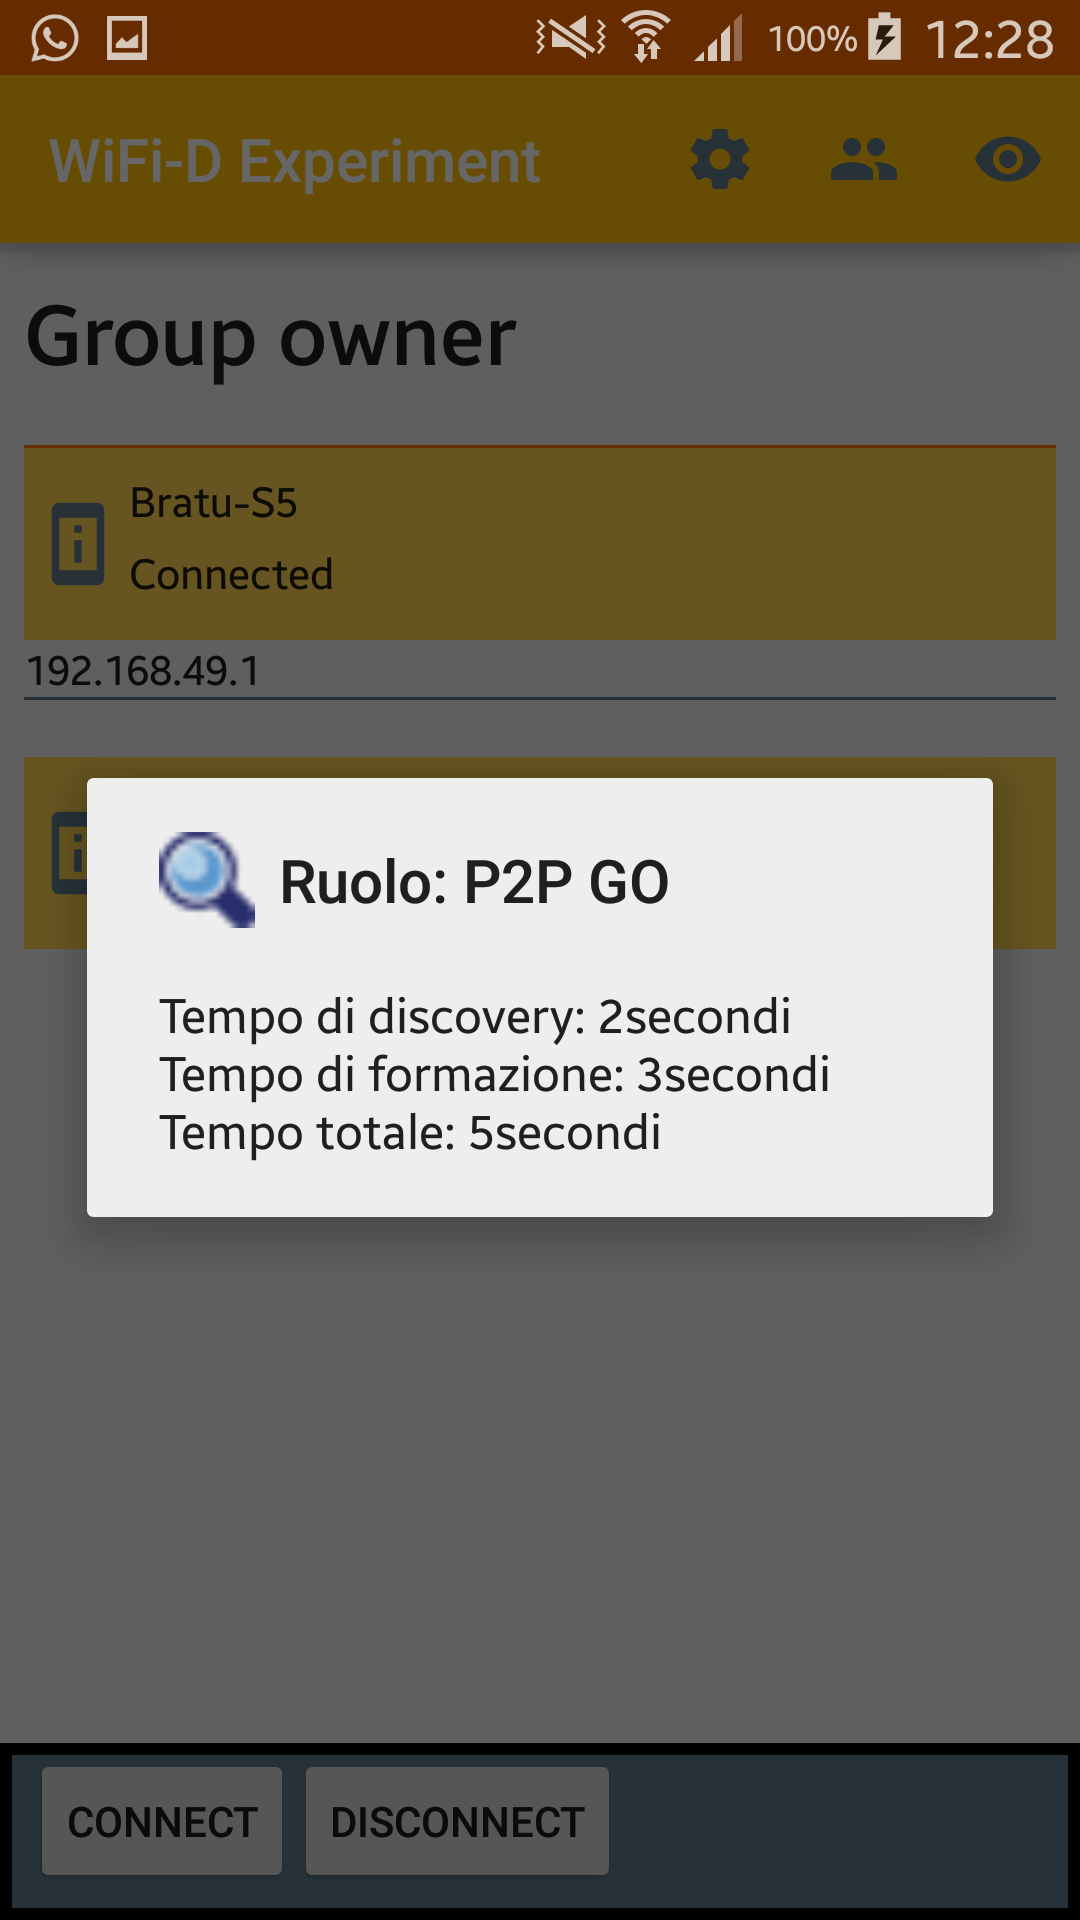 100% 12:28
WiFi-D Experiment
Group owner
Bratu-S5
Connected
192.168.49.1
Ruolo: P2P GO
Tempo di discovery: 2secondi
Tempo di formazione: 3secondi
Tempo totale: 5secondi
CONNECT DISCONNECT